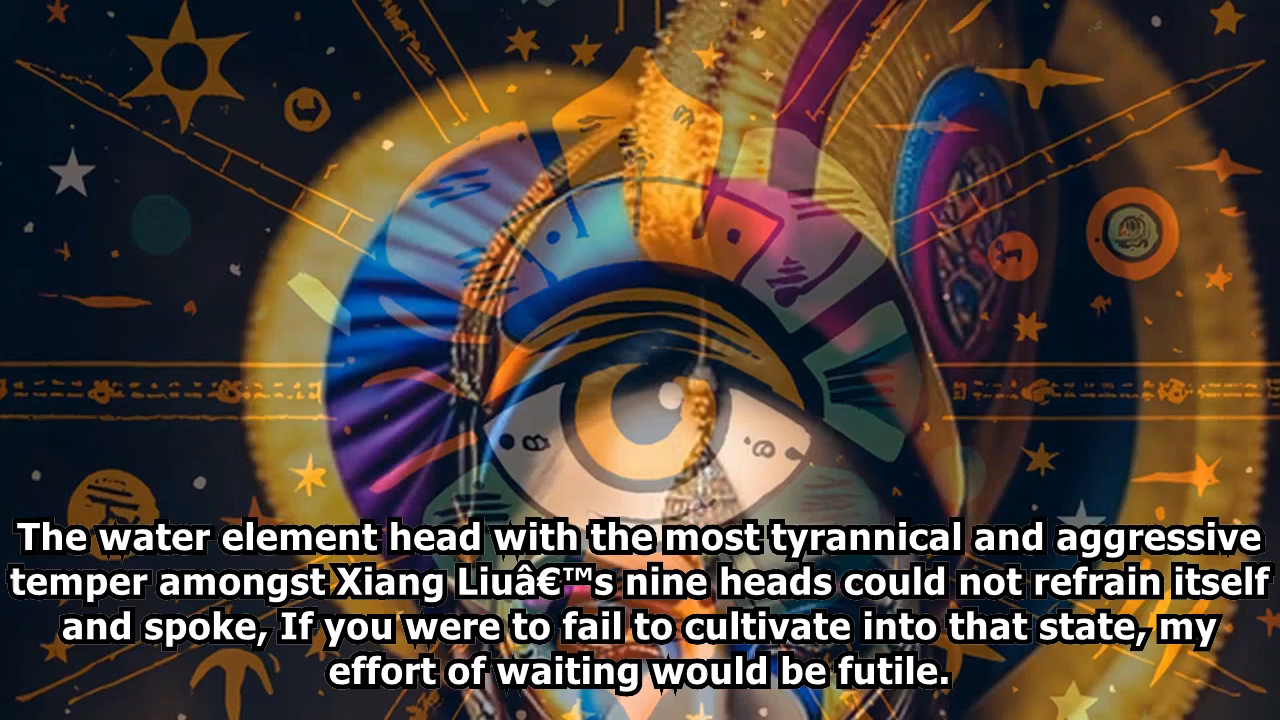 The water element head with the most tyrannical and aggressive
temper amongst Xiang Liuâ€™s nine heads could not refrain itself
and spoke, If you were to fail to cultivate into that state, my
effort of waiting would be futile.